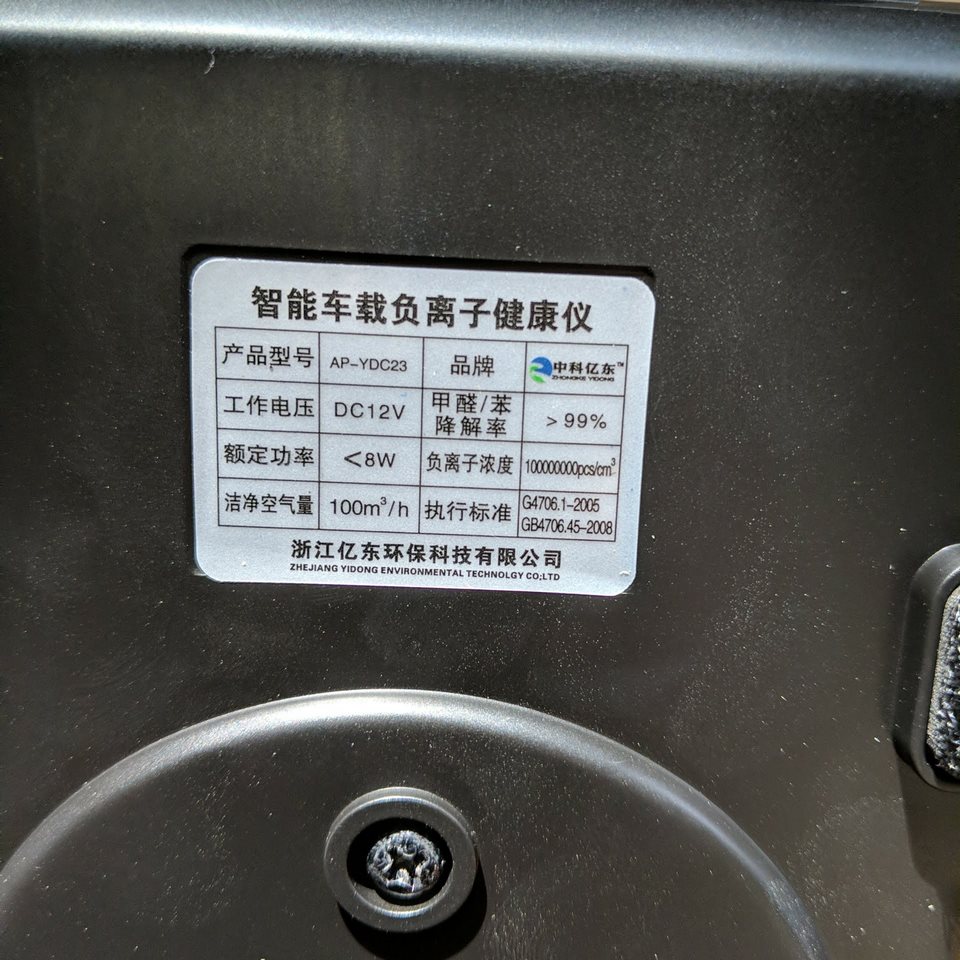 智能车载负离子健康仪
产品型号 AP-YDC23 品牌 中科亿东™
ZHONGKE YIDONG
工作电压 DC12V 甲醛/苯降解率 >99%
额定功率 <8W 负离子浓度 100000000pcs/cm³
洁净空气量 100m³/h 执行标准 G4706.1-2005
GB4706.45-2008
浙江亿东环保科技有限公司
ZHEJIANG YIDONG ENVIRONMENTAL TECHNOLGY CO;LTD